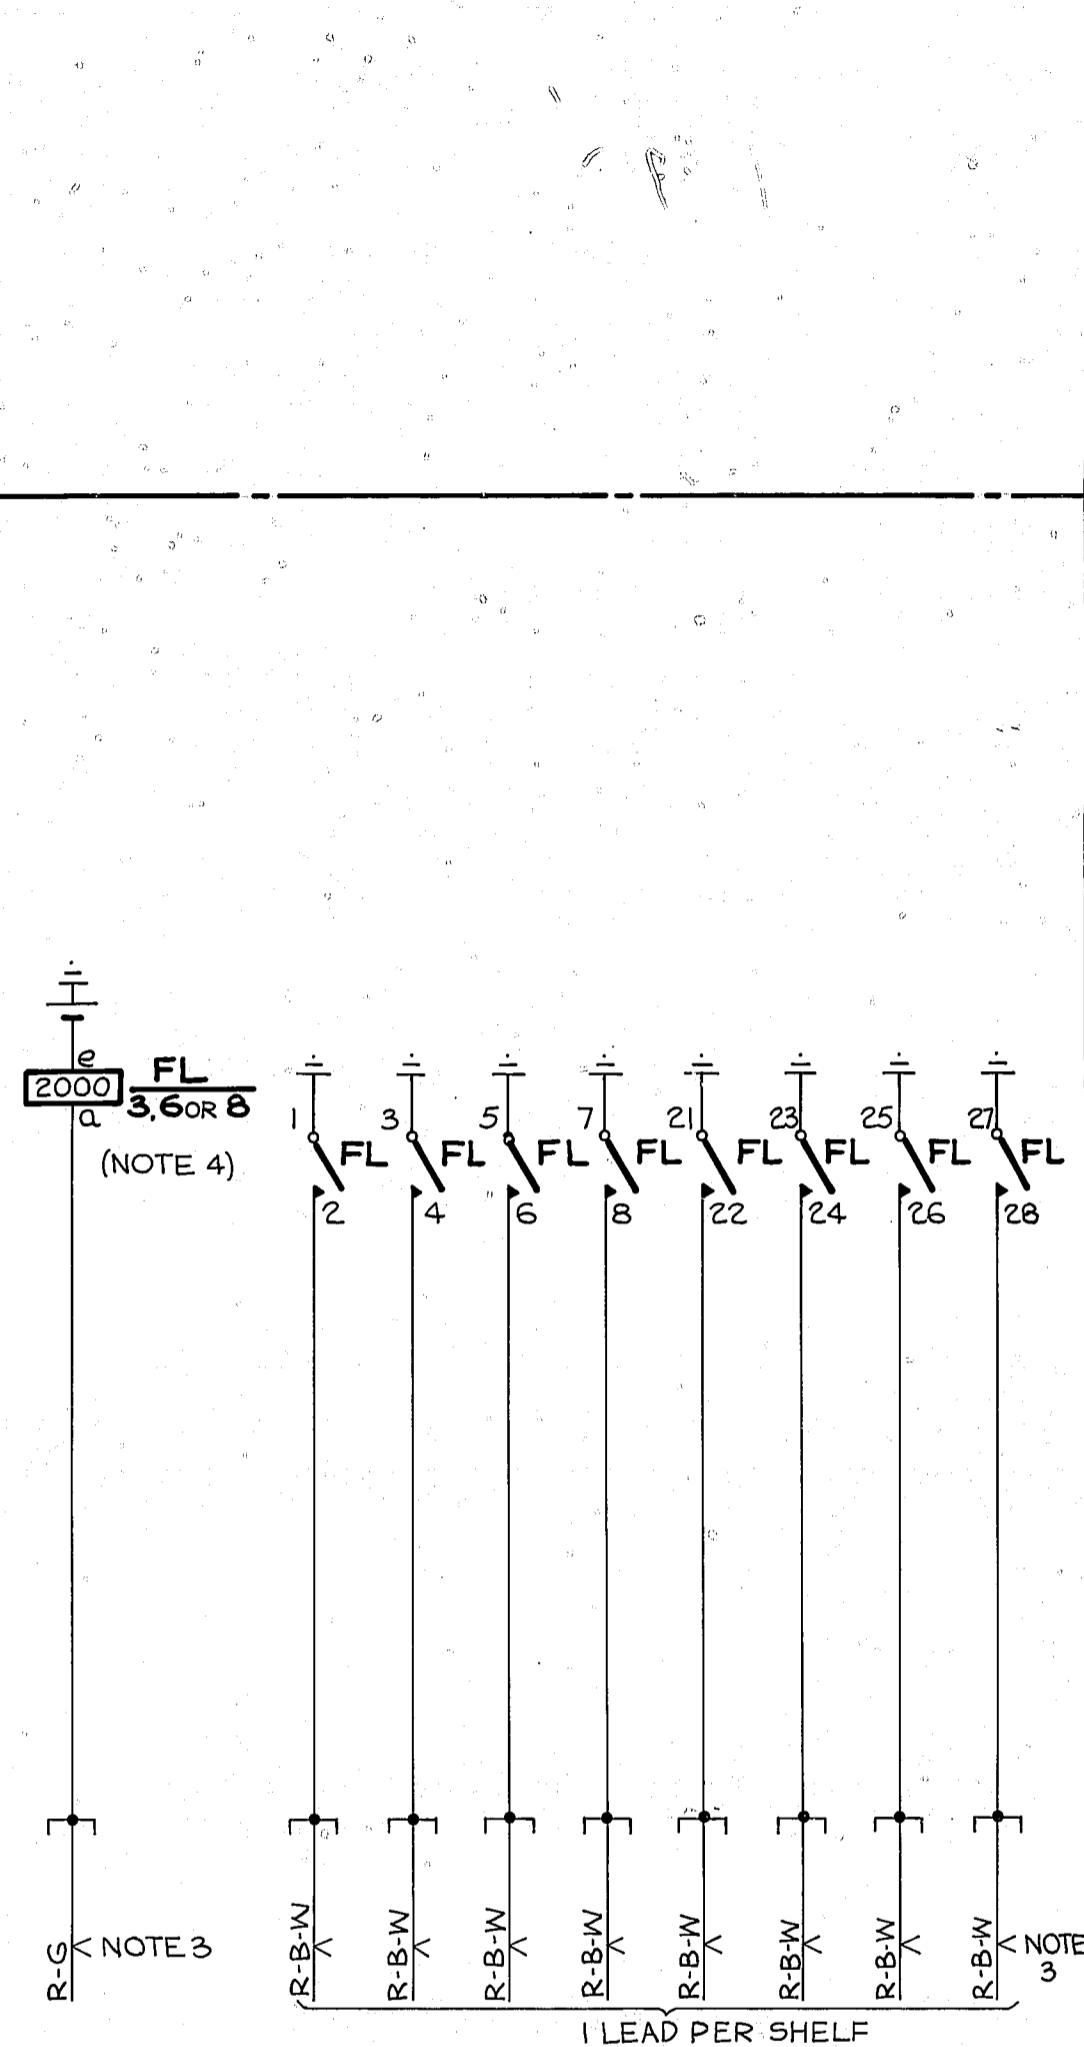 e
2000 FL
a 3,6 OR 8
(NOTE 4)
1 3 5 7 21 23 25 27
FL FL FL FL FL FL FL FL
2 4 6 8 22 24 26 28
R-G NOTE 3
R-B-W R-B-W R-B-W R-B-W R-B-W R-B-W R-B-W R-B-W NOTE
3
1 LEAD PER SHELF